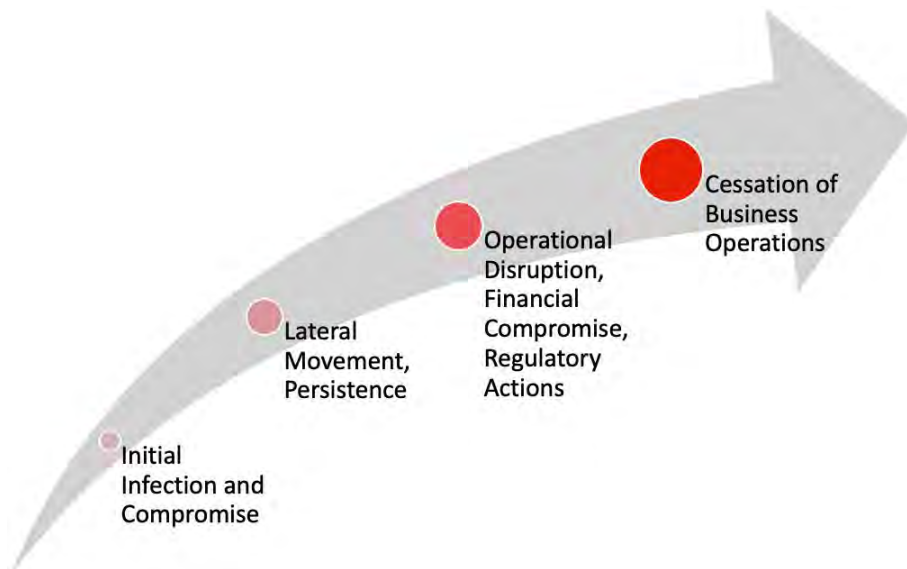 Initial
Infection and
Compromise
Lateral
Movement,
Persistence
Operational
Disruption,
Financial
Compromise,
Regulatory
Actions
Cessation of
Business
Operations